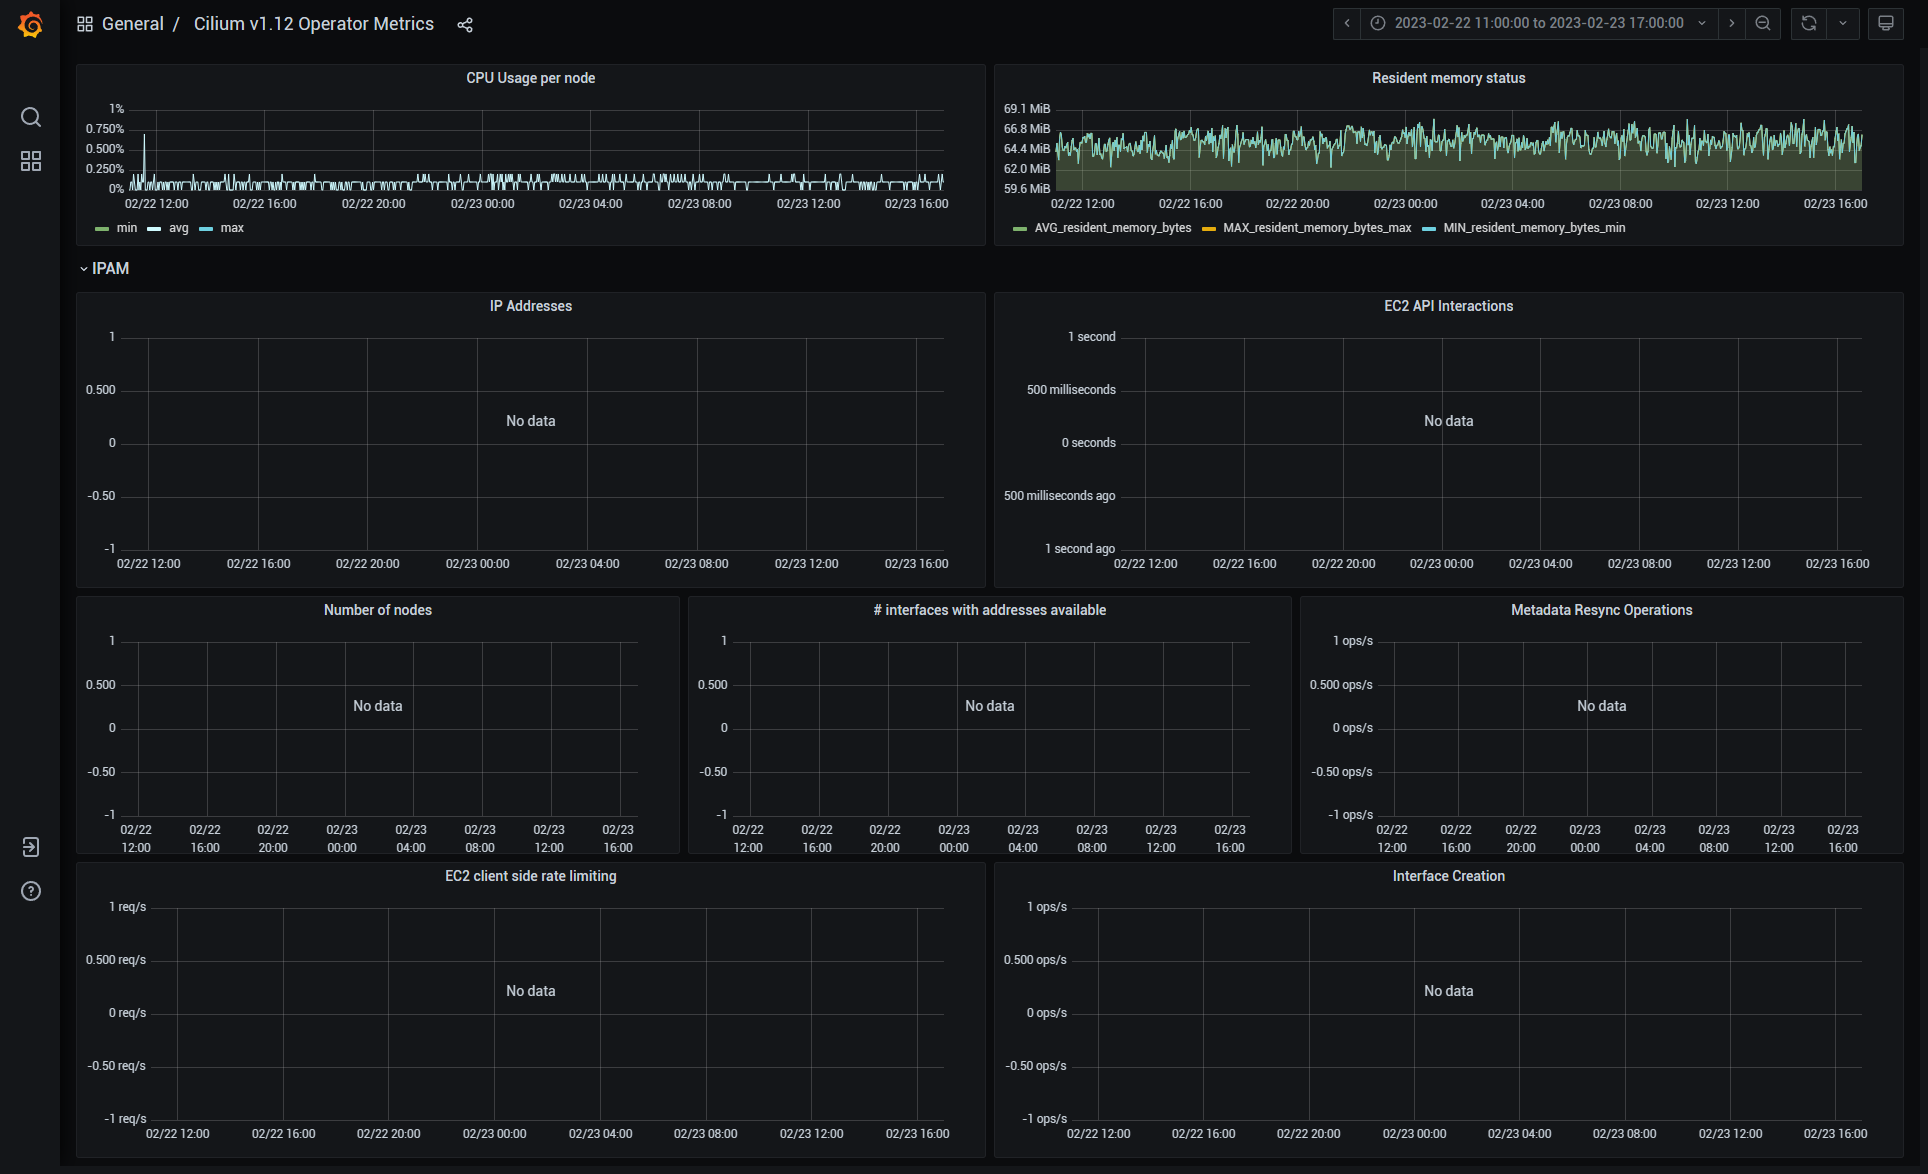 General / Cilium v1.12 Operator Metrics
2023-02-22 11:00:00 to 2023-02-23 17:00:00
CPU Usage per node
1%
0.750%
0.500%
0.250%
0%
02/22 12:00 02/22 16:00 02/22 20:00 02/23 00:00 02/23 04:00 02/23 08:00 02/23 12:00 02/23 16:00
min avg max
Resident memory status
69.1 MiB
66.8 MiB
64.4 MiB
62.0 MiB
59.6 MiB
02/22 12:00 02/22 16:00 02/22 20:00 02/23 00:00 02/23 04:00 02/23 08:00 02/23 12:00 02/23 16:00
AVG_resident_memory_bytes MAX_resident_memory_bytes_max MIN_resident_memory_bytes_min
IPAM
IP Addresses
1
0.500
0
-0.50
-1
No data
02/22 12:00 02/22 16:00 02/22 20:00 02/23 00:00 02/23 04:00 02/23 08:00 02/23 12:00 02/23 16:00
EC2 API Interactions
1 second
500 milliseconds
0 seconds
500 milliseconds ago
1 second ago
No data
02/22 12:00 02/22 16:00 02/22 20:00 02/23 00:00 02/23 04:00 02/23 08:00 02/23 12:00 02/23 16:00
Number of nodes
1
0.500
0
-0.50
-1
No data
02/22 02/22 02/22 02/23 02/23 02/23 02/23 02/23
12:00 16:00 20:00 00:00 04:00 08:00 12:00 16:00
# interfaces with addresses available
1
0.500
0
-0.50
-1
No data
02/22 02/22 02/22 02/23 02/23 02/23 02/23 02/23
12:00 16:00 20:00 00:00 04:00 08:00 12:00 16:00
Metadata Resync Operations
1 ops/s
0.500 ops/s
0 ops/s
-0.50 ops/s
-1 ops/s
No data
02/22 02/22 02/22 02/23 02/23 02/23 02/23 02/23
12:00 16:00 20:00 00:00 04:00 08:00 12:00 16:00
EC2 client side rate limiting
1 req/s
0.500 req/s
0 req/s
-0.50 req/s
-1 req/s
No data
02/22 12:00 02/22 16:00 02/22 20:00 02/23 00:00 02/23 04:00 02/23 08:00 02/23 12:00 02/23 16:00
Interface Creation
1 ops/s
0.500 ops/s
0 ops/s
-0.50 ops/s
-1 ops/s
No data
02/22 12:00 02/22 16:00 02/22 20:00 02/23 00:00 02/23 04:00 02/23 08:00 02/23 12:00 02/23 16:00